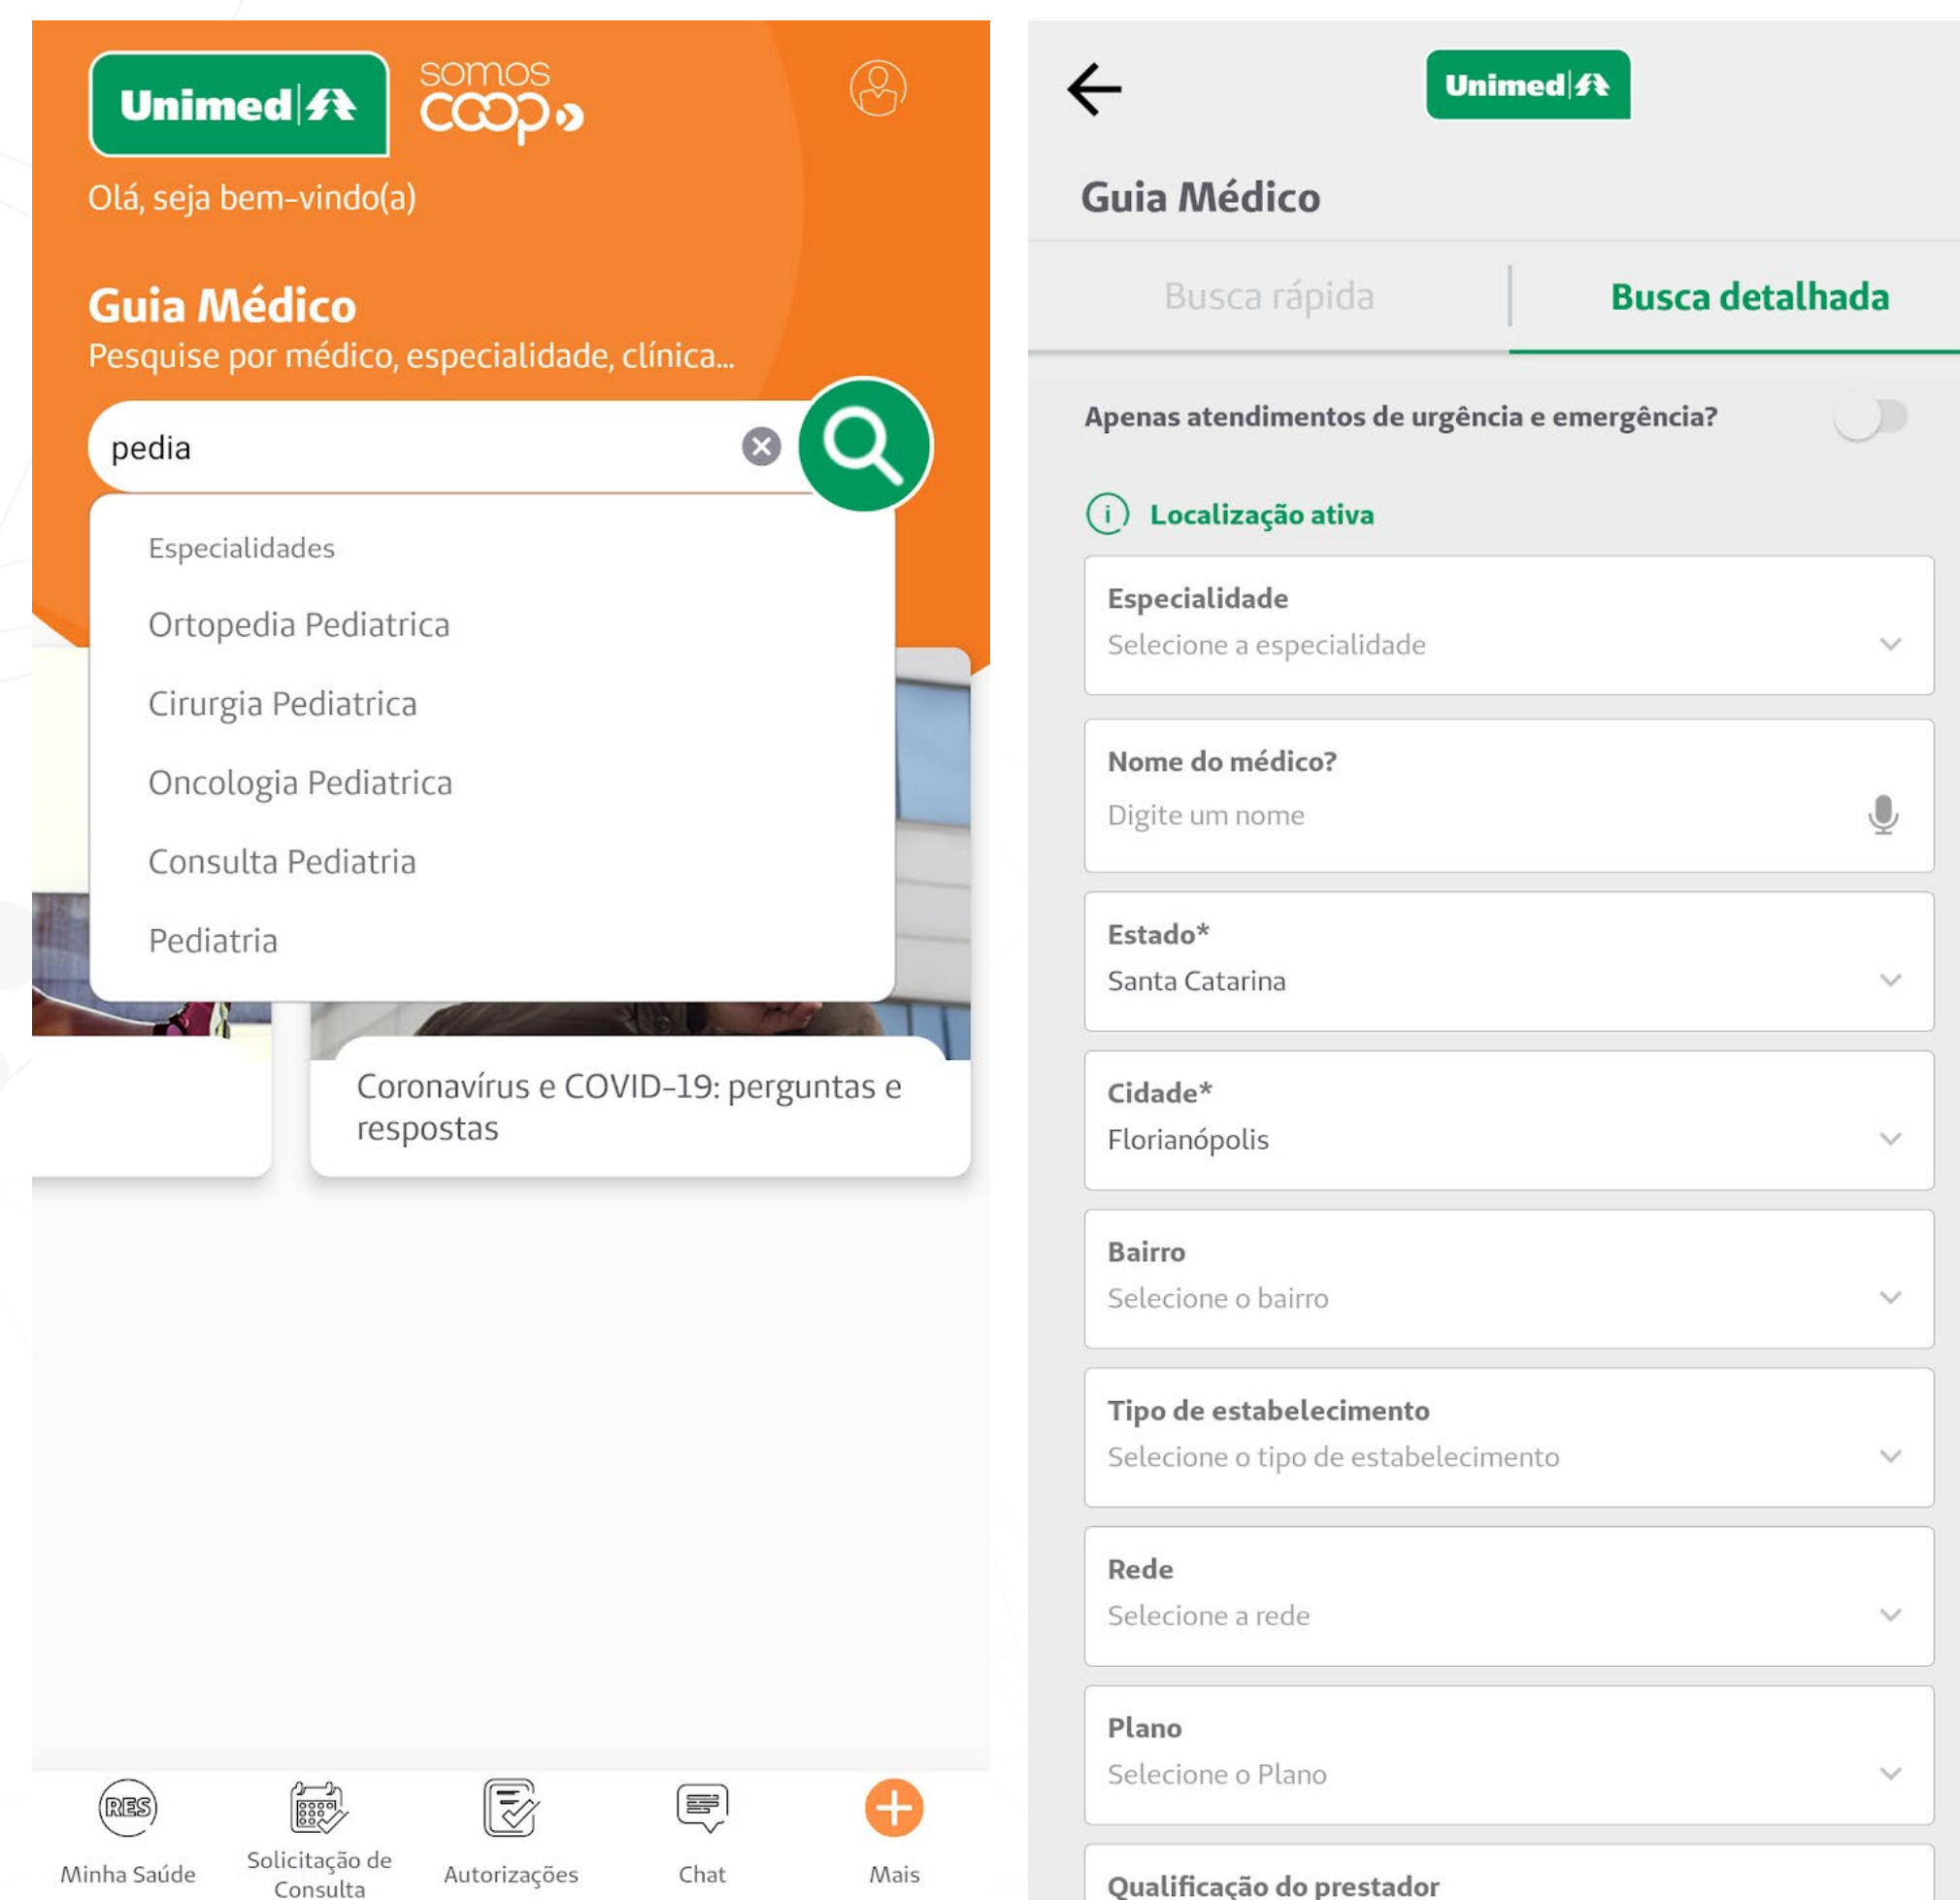 Unimed
somos
coop
Olá, seja bem-vindo(a)
Guia Médico
Pesquise por médico, especialidade, clínica...
pedia
Especialidades
Ortopedia Pediatrica
Cirurgia Pediatrica
Oncologia Pediatrica
Consulta Pediatria
Pediatria
Coronavírus e COVID-19: perguntas e
respostas
RES
Minha Saúde
Solicitação de
Consulta
Autorizações
Chat
Mais
Unimed
Guia Médico
Busca rápida
Busca detalhada
Apenas atendimentos de urgência e emergência?
i Localização ativa
Especialidade
Selecione a especialidade
Nome do médico?
Digite um nome
Estado*
Santa Catarina
Cidade*
Florianópolis
Bairro
Selecione o bairro
Tipo de estabelecimento
Selecione o tipo de estabelecimento
Rede
Selecione a rede
Plano
Selecione o Plano
Qualificação do prestador